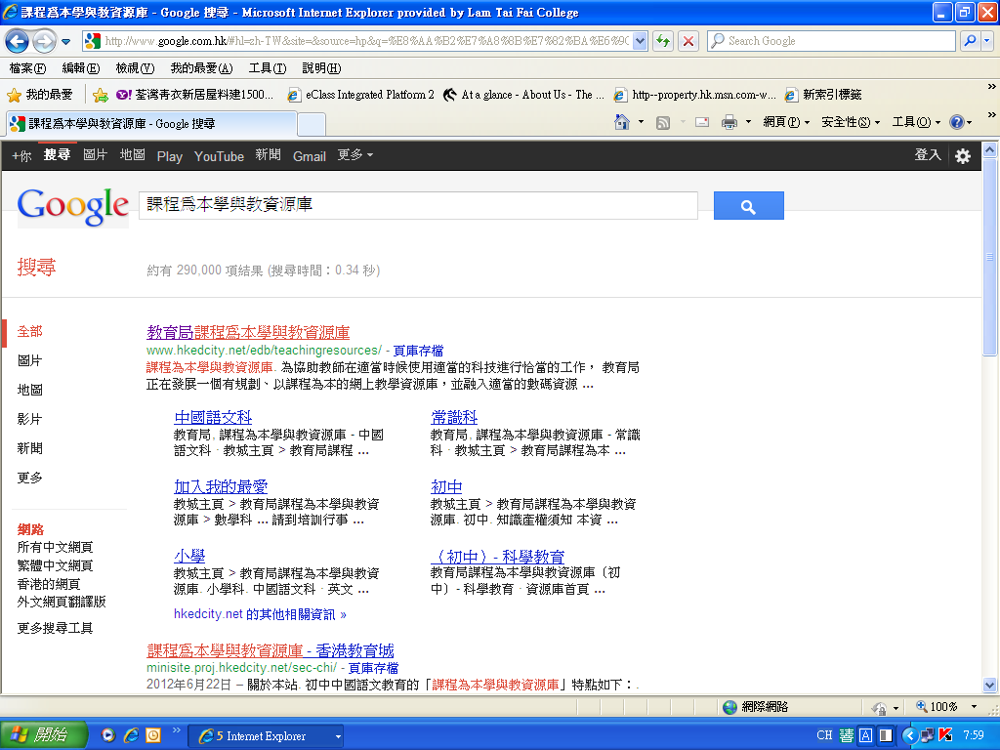 課程為本學與教資源庫 - Google 搜尋 - Microsoft Internet Explorer provided by Lam Tai Fai College
http://www.google.com.hk/#hl=zh-TW&site=&source=hp&q=%E8%AA%B2%E7%A8%8B%E7%82%BA%E6%9C
Search Google
檔案(F) 編輯(E) 檢視(V) 我的最愛(A) 工具(T) 說明(H)
我的最愛 荃灣青衣新居屋料建1500... eClass Integrated Platform 2 At a glance - About Us - The ... http--property.hk.msn.com-w... 新索引標籤
課程為本學與教資源庫 - Google 搜尋
網頁(P) 安全性(S) 工具(O)
+你 搜尋 圖片 地圖 Play YouTube 新聞 Gmail 更多 登入
Google 課程為本學與教資源庫
搜尋 約有 290,000 項結果 (搜尋時間：0.34 秒)
全部
圖片
地圖
影片
新聞
更多
網路
所有中文網頁
繁體中文網頁
香港的網頁
外文網頁翻譯版
更多搜尋工具
教育局課程為本學與教資源庫
www.hkedcity.net/edb/teachingresources/ - 頁庫存檔
課程為本學與教資源庫. 為協助教師在適當時候使用適當的科技進行恰當的工作， 教育局
正在發展一個有規劃、以課程為本的網上教學資源庫，並融入適當的數碼資源 ...
中國語文科
教育局, 課程為本學與教資源庫 - 中國
語文科 · 教城主頁 > 教育局課程 ...
常識科
教育局, 課程為本學與教資源庫 - 常識
科 · 教城主頁 > 教育局課程為本 ...
加入我的最愛
教城主頁 > 教育局課程為本學與教資
源庫 > 數學科 ... 請到培訓行事 ...
初中
教城主頁 > 教育局課程為本學與教資
源庫. 初中. 知識產權須知 本資 ...
小學
教城主頁 > 教育局課程為本學與教資
源庫. 小學科. 中國語文科 · 英文 ...
（初中）- 科學教育
教育局課程為本學與教資源庫（初
中）- 科學教育 · 資源庫首頁 ...
hkedcity.net 的其他相關資訊 »
課程為本學與教資源庫 - 香港教育城
minisite.proj.hkedcity.net/sec-chi/ - 頁庫存檔
2012年6月22日 – 關於本站. 初中中國語文教育的「課程為本學與教資源庫」特點如下：.
網際網路 100%
開始 5 Internet Explorer CH A 7:59